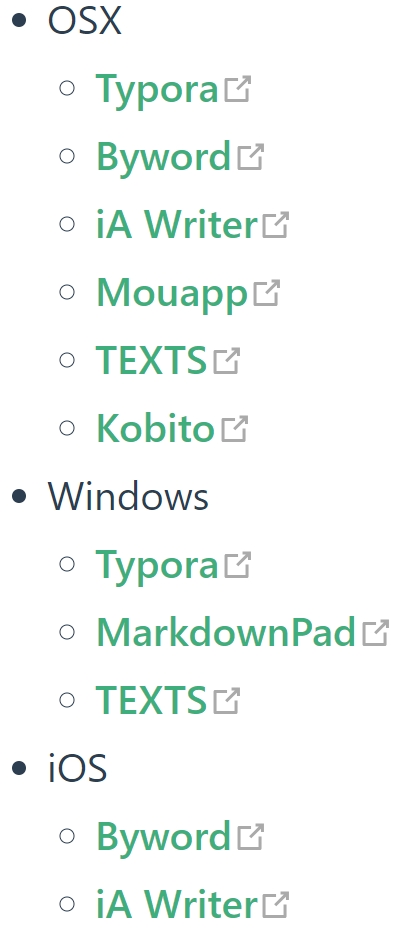 OSX
Typora
Byword
iA Writer
Mouapp
TEXTS
Kobito
Windows
Typora
MarkdownPad
TEXTS
iOS
Byword
iA Writer